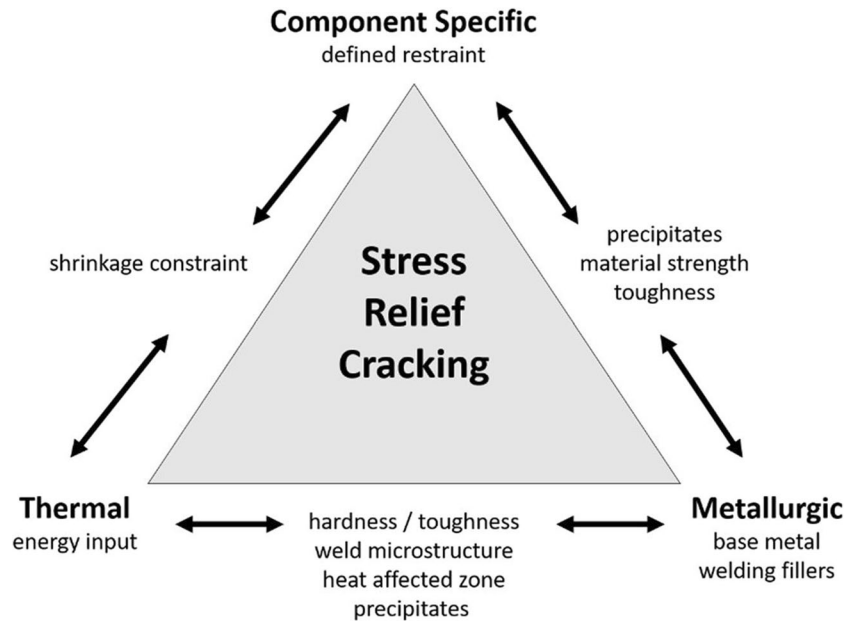 Component Specific
defined restraint
shrinkage constraint
precipitates
material strength
toughness
Stress
Relief
Cracking
Thermal
energy input
hardness / toughness
weld microstructure
heat affected zone
precipitates
Metallurgic
base metal
welding fillers